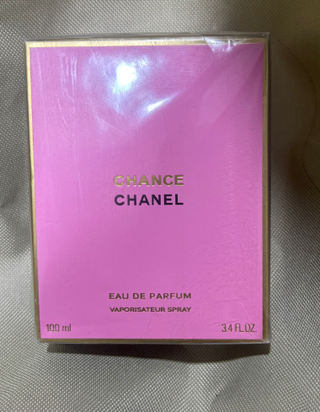 CHANCE
CHANEL
EAU DE PARFUM
VAPORISATEUR SPRAY
100 ml 3.4 FL.OZ.